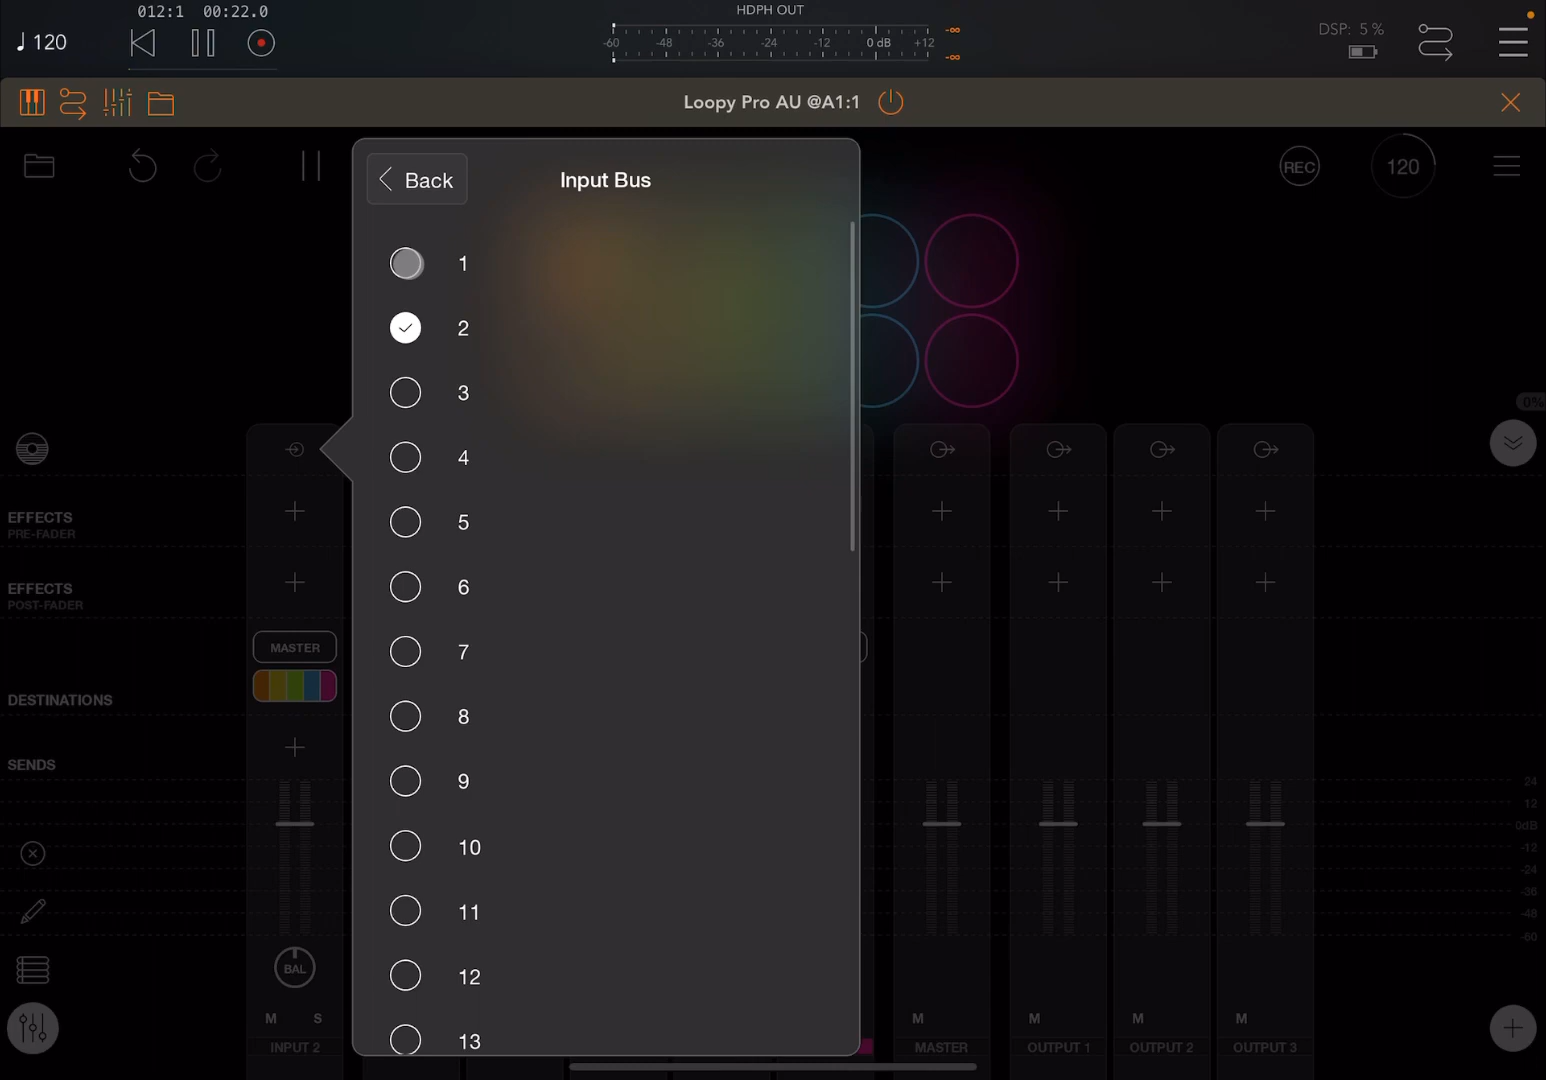 012:1 00:22.0
HDPH OUT
♩ 120
-60 -48 -36 -24 -12 0 dB +12
-∞
-∞
DSP: 5 %
Loopy Pro AU @A1:1
Back
Input Bus
REC
120
1
2
3
4
5
6
7
8
9
10
11
12
13
0%
EFFECTS
PRE-FADER
EFFECTS
POST-FADER
MASTER
DESTINATIONS
SENDS
24
12
0dB
-12
-24
-36
-48
-60
BAL
M S
M
M
M
M
INPUT 2
MASTER
OUTPUT 1
OUTPUT 2
OUTPUT 3